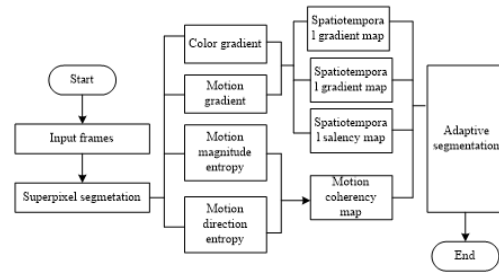 Start
Input frames
Superpixel segmetation
Color gradient
Motion
gradient
Motion
magnitude
entropy
Motion
direction
entropy
Spatiotempora
l gradient map
Spatiotempora
l gradient map
Spatiotempora
l salency map
Motion
coherency
map
Adaptive
segmentation
End